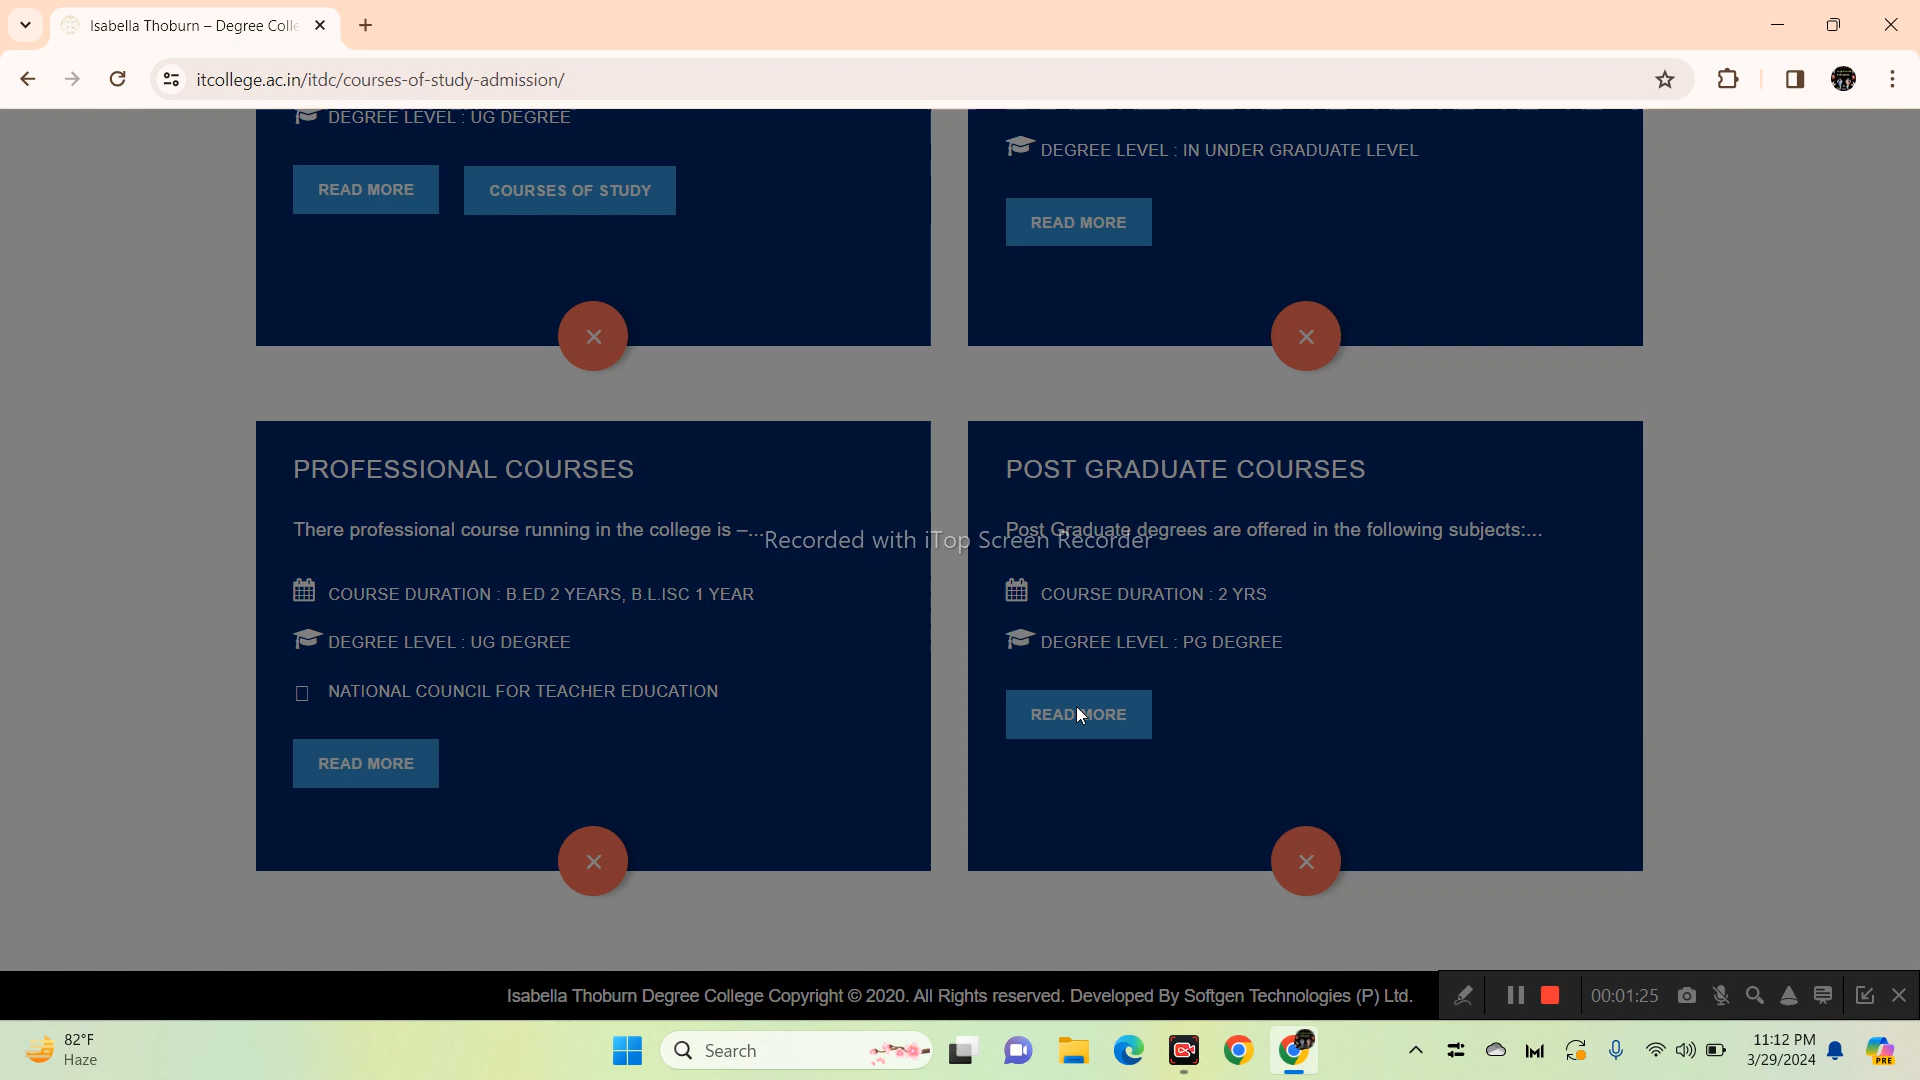 Isabella Thoburn – Degree Colle
itcollege.ac.in/itdc/courses-of-study-admission/
DEGREE LEVEL : UG DEGREE
READ MORE
COURSES OF STUDY
DEGREE LEVEL : IN UNDER GRADUATE LEVEL
READ MORE
PROFESSIONAL COURSES
There professional course running in the college is –...
COURSE DURATION : B.ED 2 YEARS, B.L.ISC 1 YEAR
DEGREE LEVEL : UG DEGREE
NATIONAL COUNCIL FOR TEACHER EDUCATION
READ MORE
POST GRADUATE COURSES
Post Graduate degrees are offered in the following subjects:...
COURSE DURATION : 2 YRS
DEGREE LEVEL : PG DEGREE
READ MORE
Recorded with iTop Screen Recorder
Isabella Thoburn Degree College Copyright © 2020. All Rights reserved. Developed By Softgen Technologies (P) Ltd.
00:01:25
82°F
Haze
Search
11:12 PM
3/29/2024
PRE